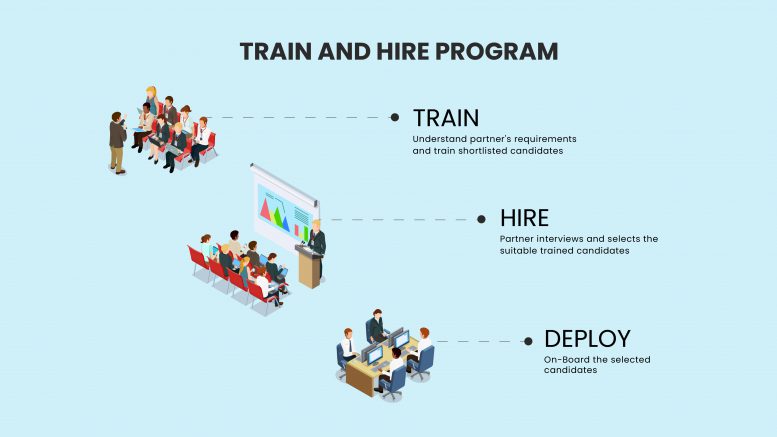 TRAIN AND HIRE PROGRAM
TRAIN
Understand partner's requirements
and train shortlisted candidates
HIRE
Partner interviews and selects the
suitable trained candidates
DEPLOY
On-Board the selected
candidates